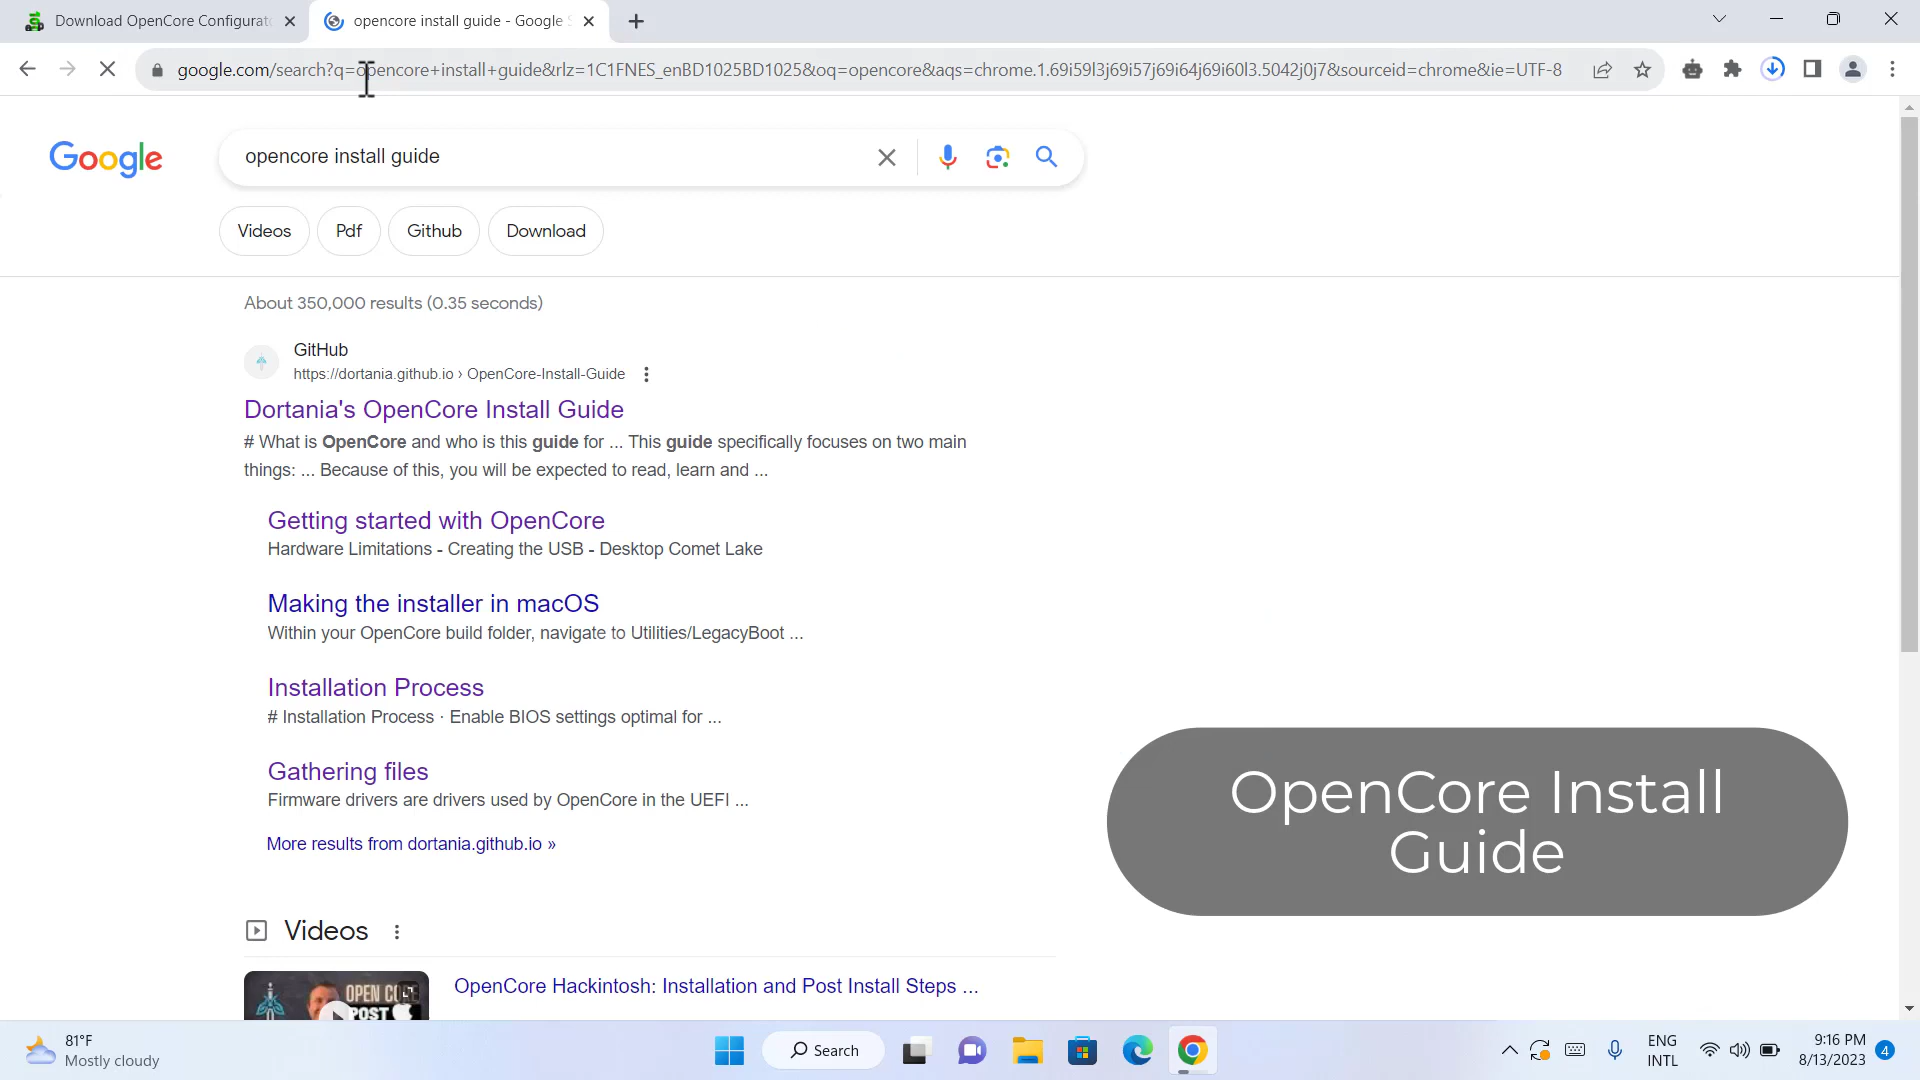 Download OpenCore Configurat
opencore install guide - Google S
google.com/search?q=opencore+install+guide&rlz=1C1FNES_enBD1025BD1025&oq=opencore&aqs=chrome.1.69i59l3j69i57j69i64j69i60l3.5042j0j7&sourceid=chrome&ie=UTF-8
Google
opencore install guide
Videos
Pdf
Github
Download
About 350,000 results (0.35 seconds)
GitHub
https://dortania.github.io › OpenCore-Install-Guide
Dortania's OpenCore Install Guide
# What is OpenCore and who is this guide for ... This guide specifically focuses on two main
things: ... Because of this, you will be expected to read, learn and ...
Getting started with OpenCore
Hardware Limitations - Creating the USB - Desktop Comet Lake
Making the installer in macOS
Within your OpenCore build folder, navigate to Utilities/LegacyBoot ...
Installation Process
# Installation Process · Enable BIOS settings optimal for ...
Gathering files
Firmware drivers are drivers used by OpenCore in the UEFI ...
More results from dortania.github.io »
OpenCore Install
Guide
Videos
OPEN CO
POST
OpenCore Hackintosh: Installation and Post Install Steps ...
81°F
Mostly cloudy
Search
ENG
INTL
9:16 PM
8/13/2023
4